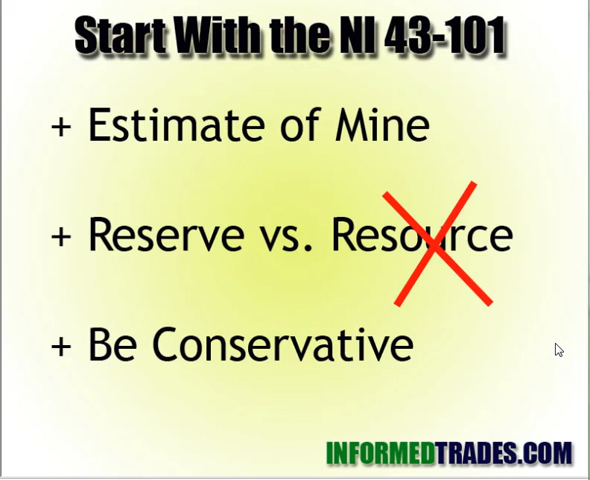 Start With the NI 43-101
+ Estimate of Mine
+ Reserve vs. Resource
+ Be Conservative
INFORMEDTRADES.COM